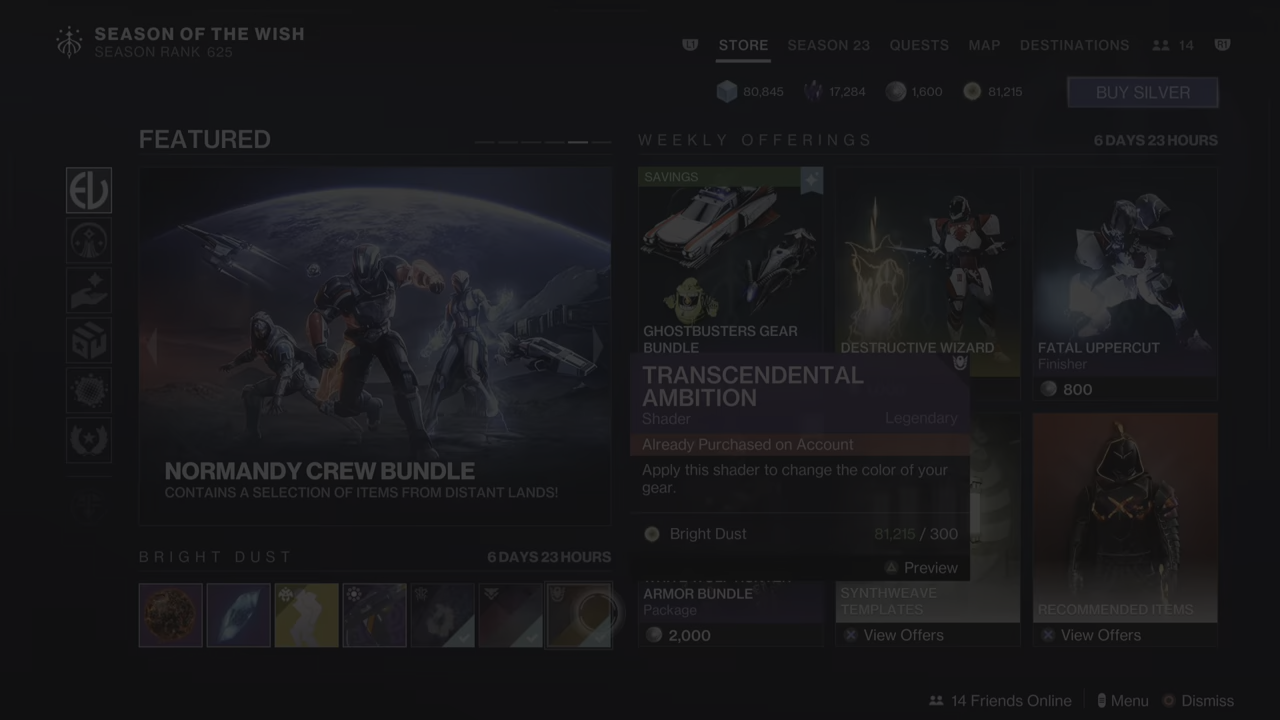 SEASON OF THE WISH
SEASON RANK 625
L1 STORE SEASON 23 QUESTS MAP DESTINATIONS 14 R1
80,845 17,284 1,600 81,215 BUY SILVER
FEATURED
WEEKLY OFFERINGS 6 DAYS 23 HOURS
SAVINGS
GHOSTBUSTERS GEAR
BUNDLE
DESTRUCTIVE WIZARD
FATAL UPPERCUT
Finisher
800
NORMANDY CREW BUNDLE
CONTAINS A SELECTION OF ITEMS FROM DISTANT LANDS!
TRANSCENDENTAL
AMBITION
Shader Legendary
Already Purchased on Account
Apply this shader to change the color of your
gear.
Bright Dust 81,215 / 300
Preview
BRIGHT DUST 6 DAYS 23 HOURS
ARMOR BUNDLE
Package
2,000
SYNTHWEAVE
TEMPLATES
View Offers
RECOMMENDED ITEMS
View Offers
14 Friends Online Menu Dismiss